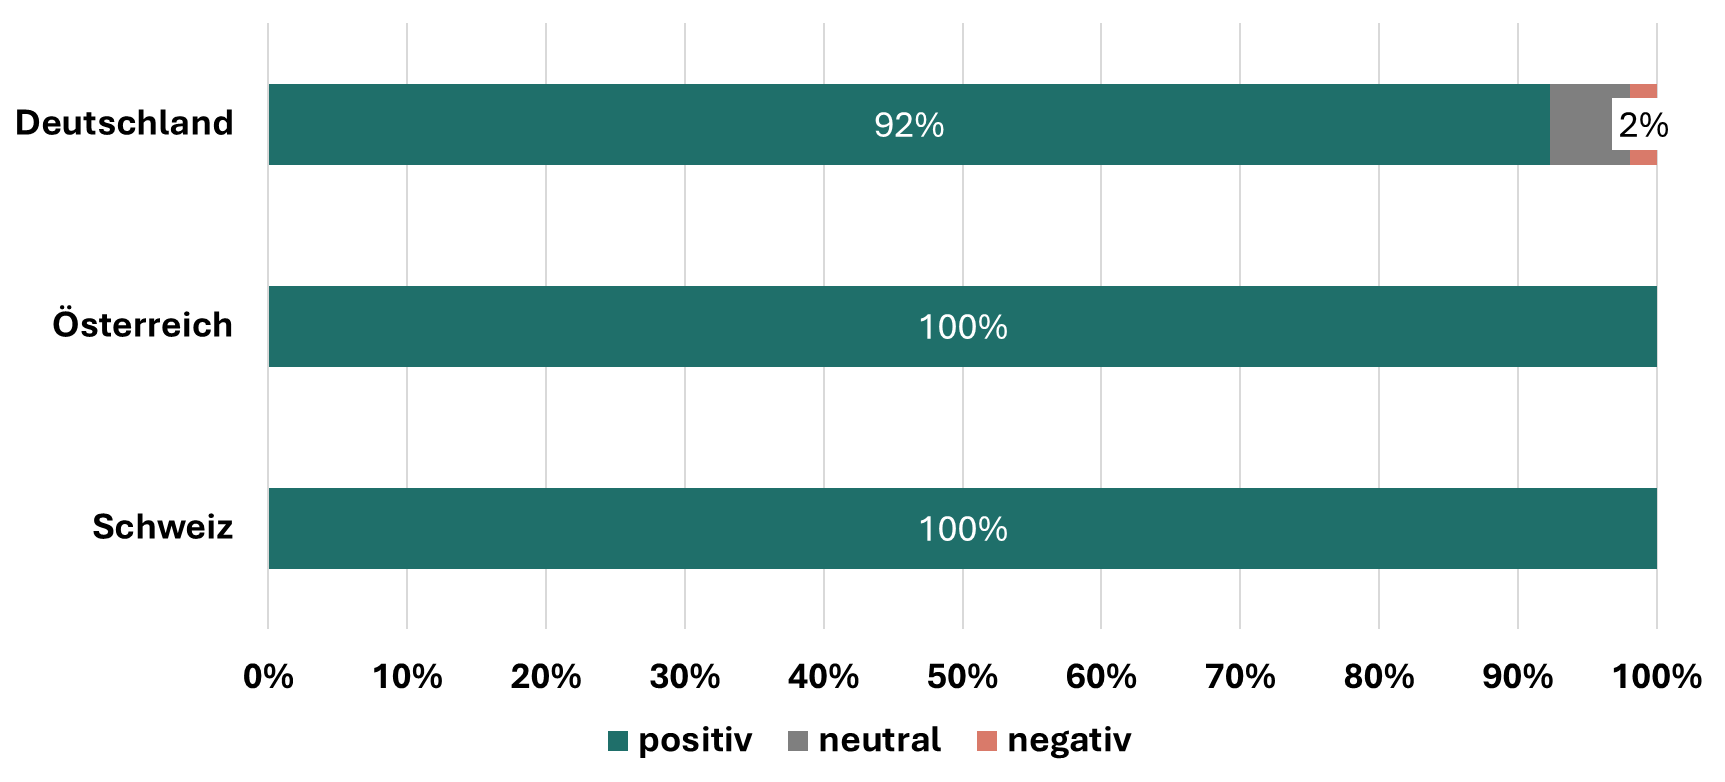 Deutschland 92% 2%
Österreich 100%
Schweiz 100%
0% 10% 20% 30% 40% 50% 60% 70% 80% 90% 100%
positiv neutral negativ